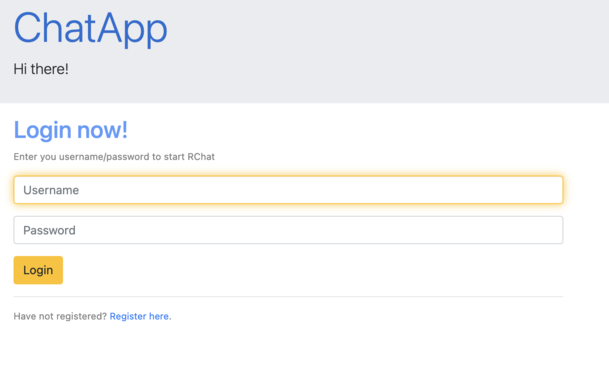 ChatApp
Hi there!
Login now!
Enter you username/password to start RChat
Username
Password
Login
Have not registered? Register here.